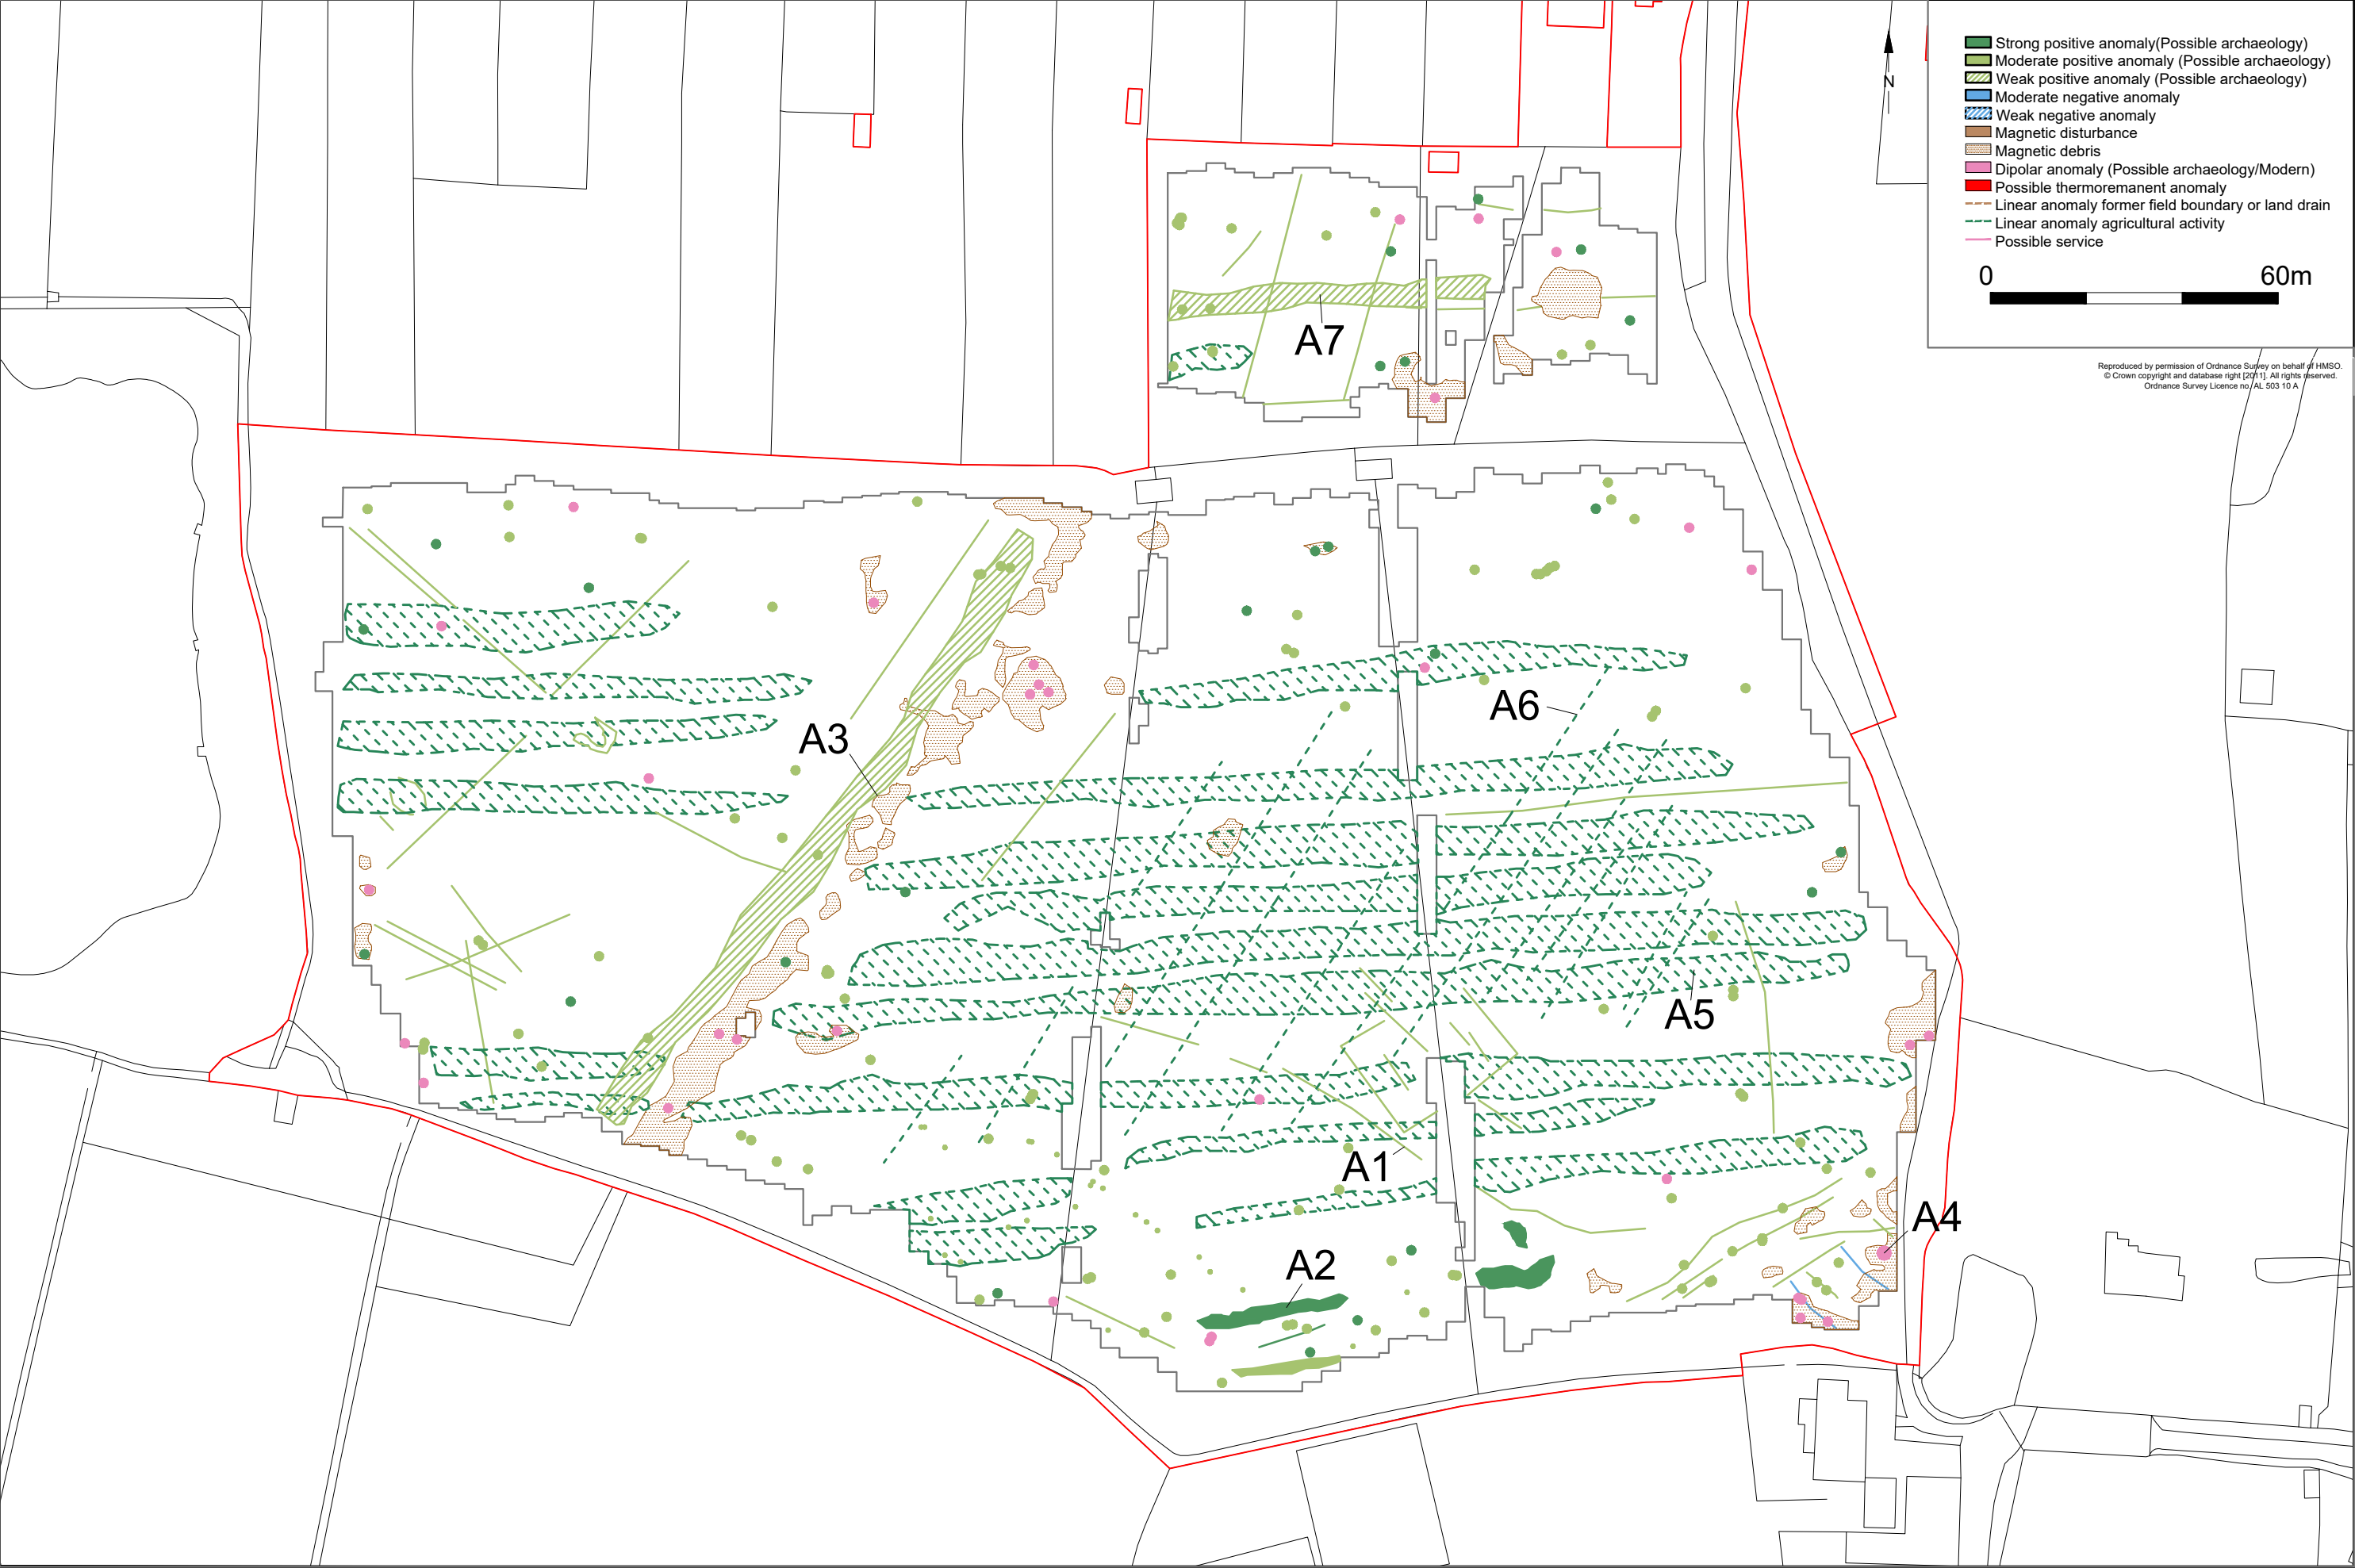 N
Strong positive anomaly(Possible archaeology)
Moderate positive anomaly (Possible archaeology)
Weak positive anomaly (Possible archaeology)
Moderate negative anomaly
Weak negative anomaly
Magnetic disturbance
Magnetic debris
Dipolar anomaly (Possible archaeology/Modern)
Possible thermoremanent anomaly
Linear anomaly former field boundary or land drain
Linear anomaly agricultural activity
Possible service
0 60m
Reproduced by permission of Ordnance Survey on behalf of HMSO.
© Crown copyright and database right [2011]. All rights reserved.
Ordnance Survey Licence no. AL 503 10 A
A7
A6
A3
A5
A1
A4
A2